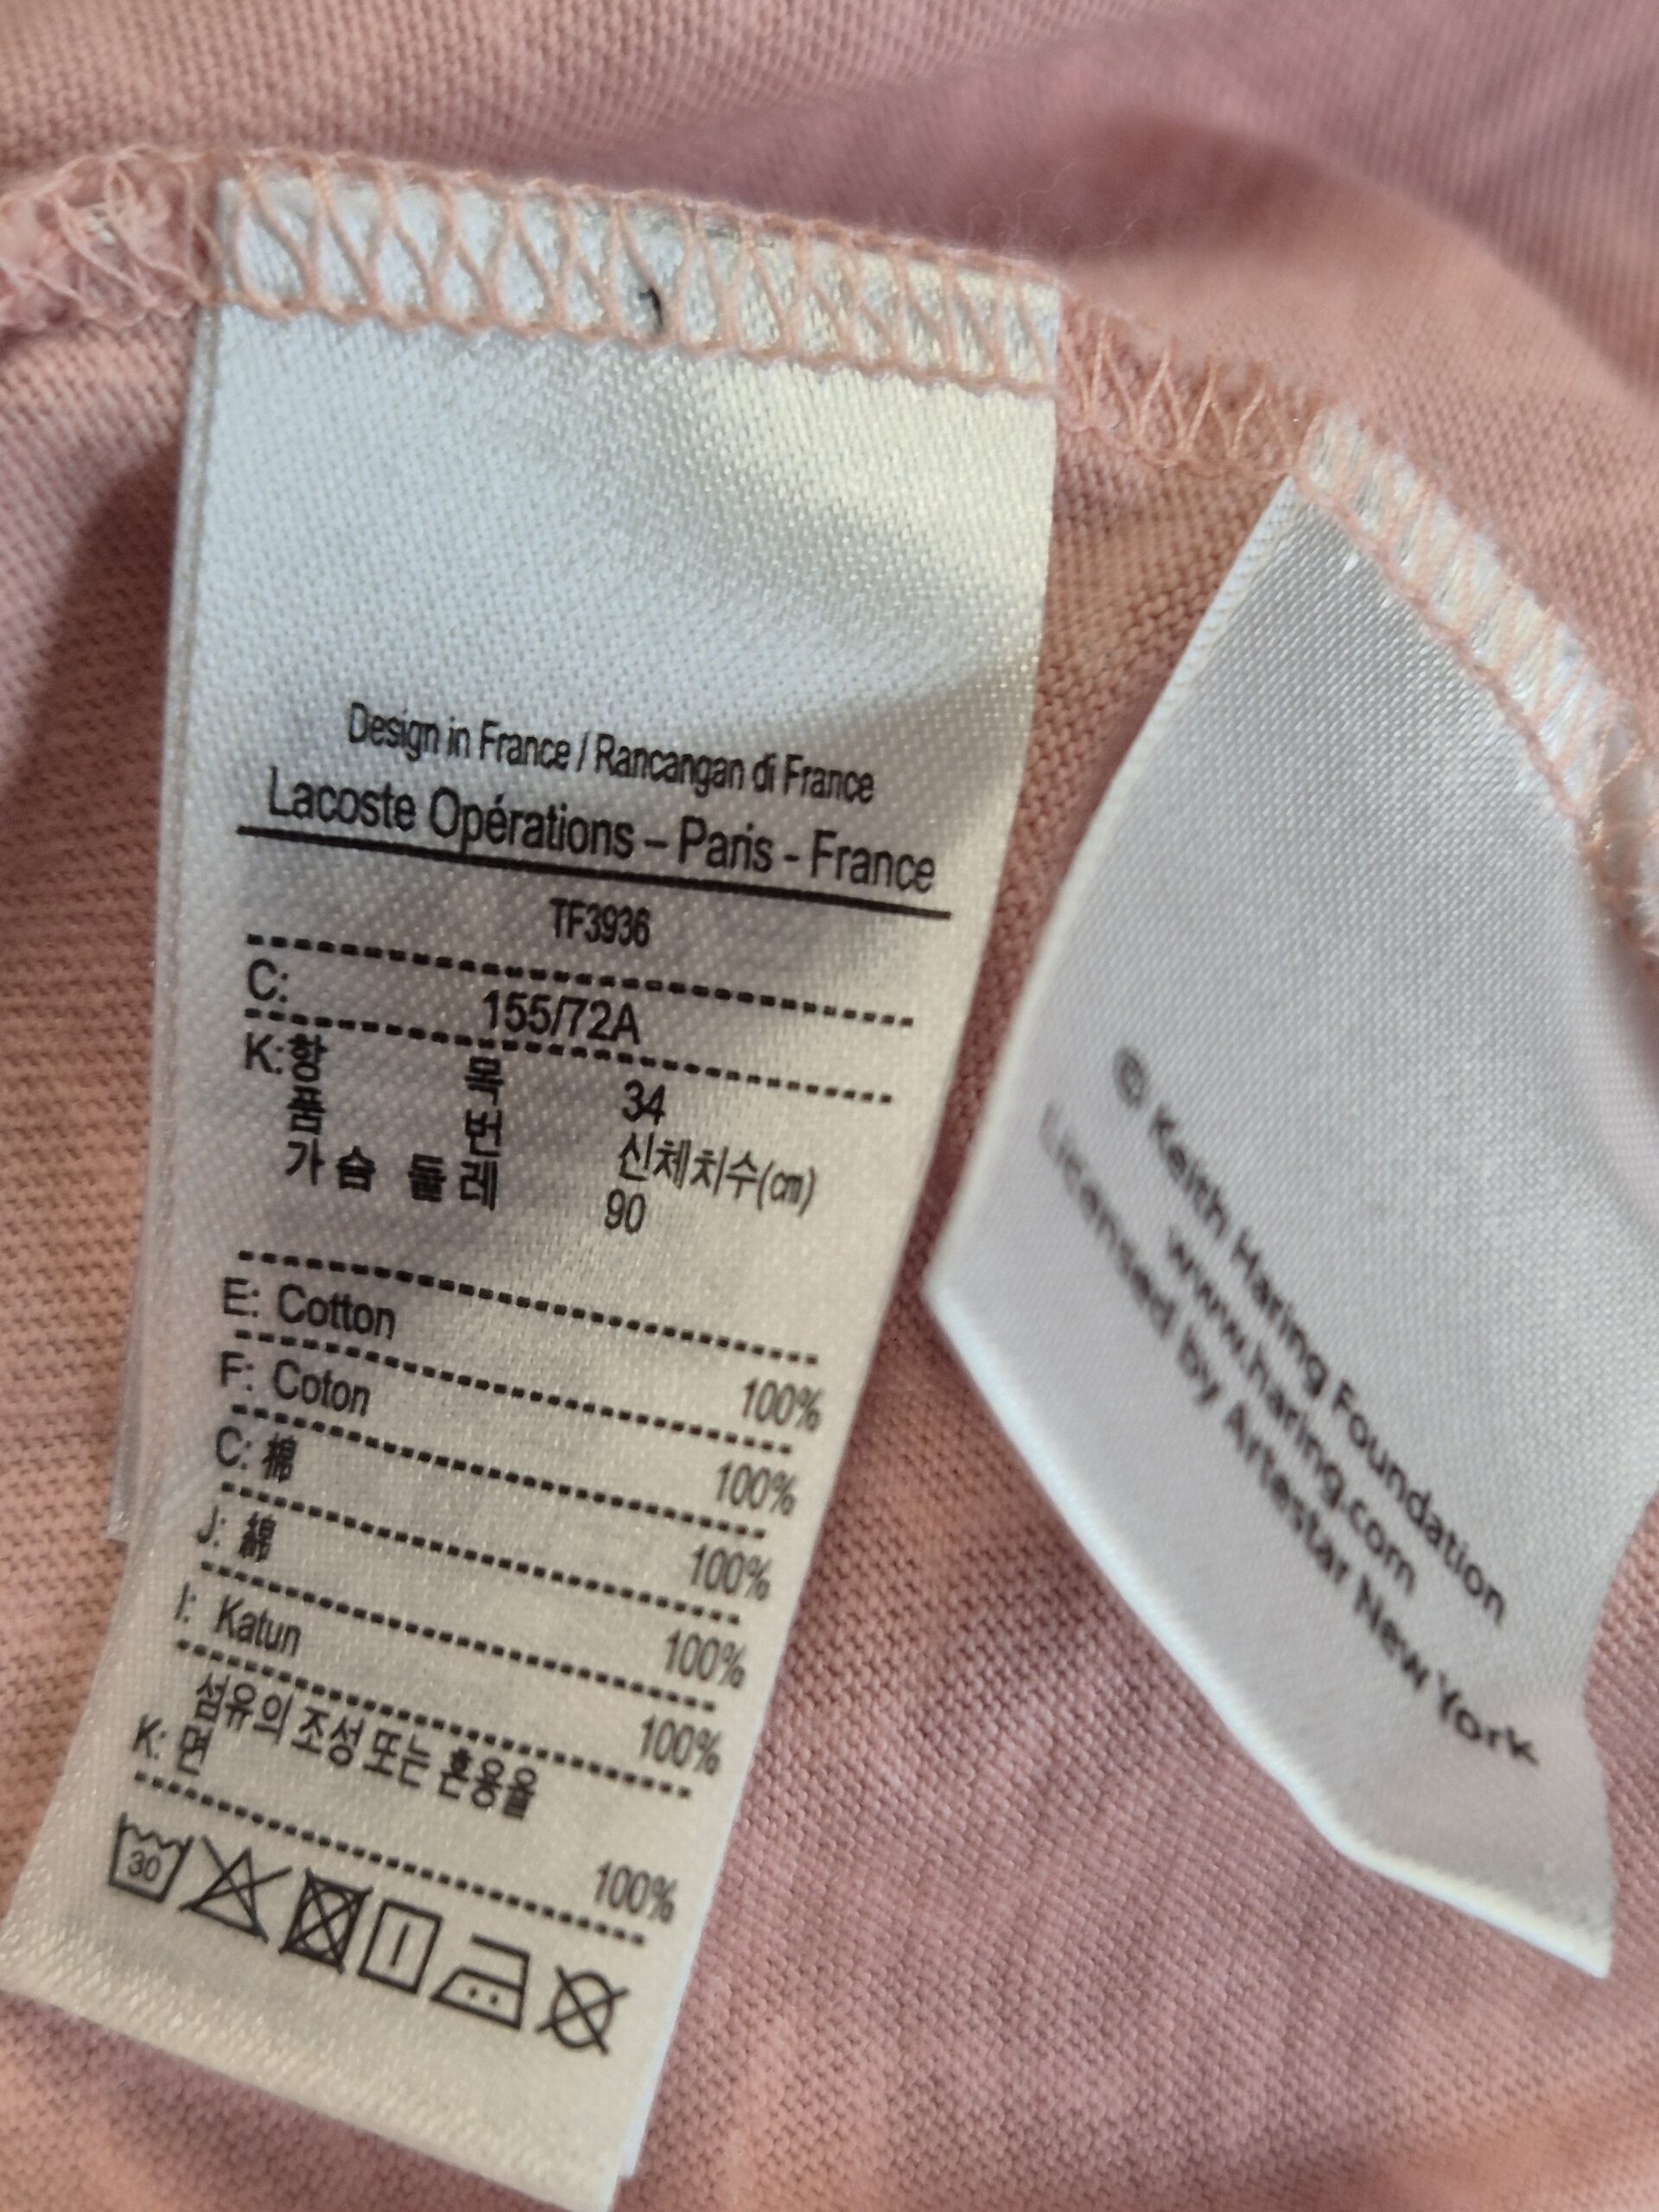 Design in France / Rancangan di France
Lacoste Opérations – Paris - France
TF3936
C: 155/72A
K:항 목 34
품 번 신체치수(cm)
가 슴 둘 레 90
E: Cotton 100%
F: Coton 100%
C: 棉 100%
J: 綿 100%
I: Katun 100%
섬유의 조성 또는 혼용율
K: 면 100%
30
© Keith Haring Foundation
www.haring.com
Licensed by Artestar New York